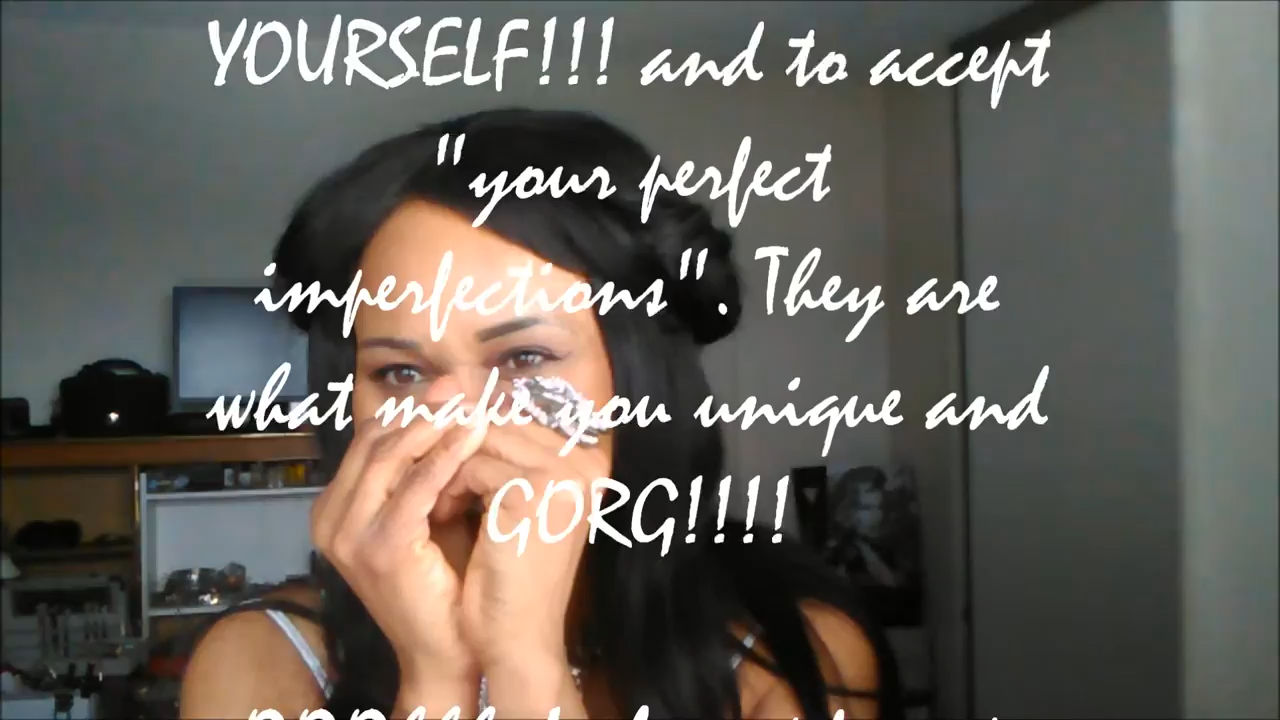 YOURSELF!!! and to accept
"your perfect
imperfections". They are
what make you unique and
GORG!!!!